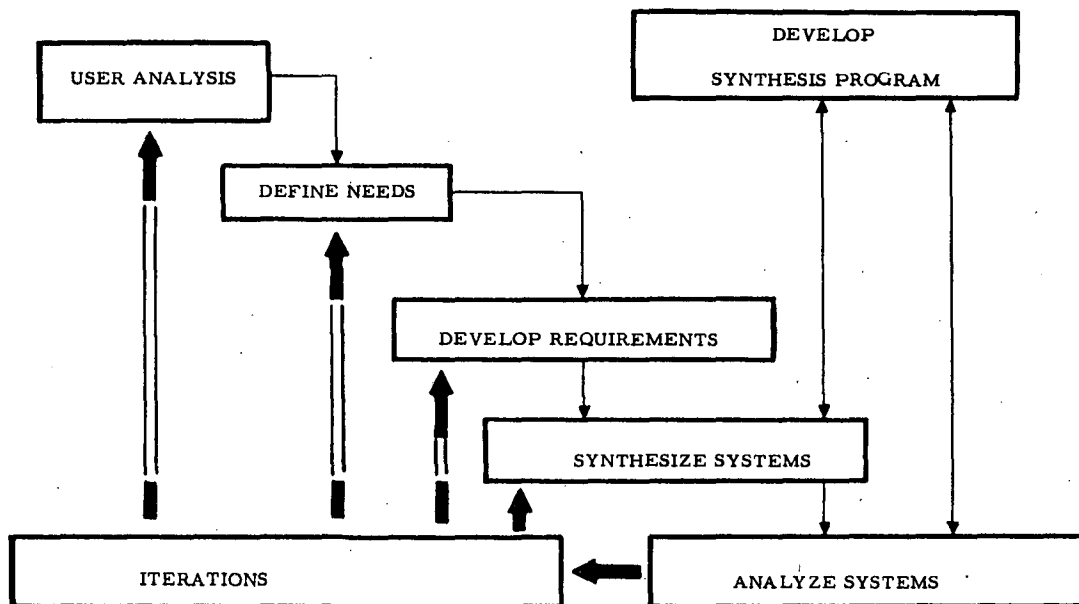 DEVELOP
SYNTHESIS PROGRAM
USER ANALYSIS
DEFINE NEEDS
DEVELOP REQUIREMENTS
SYNTHESIZE SYSTEMS
ITERATIONS
ANALYZE SYSTEMS